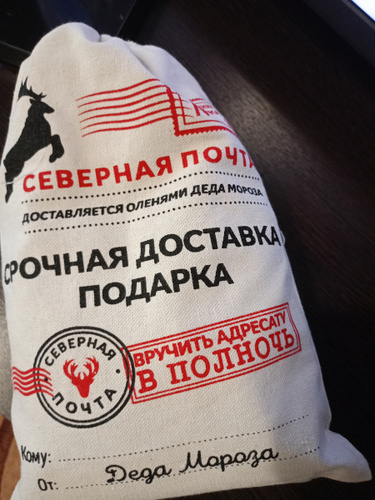 СЕВЕРНАЯ ПОЧТА
ДОСТАВЛЯЕТСЯ ОЛЕНЯМИ ДЕДА МОРОЗА
СРОЧНАЯ ДОСТАВКА
ПОДАРКА
СЕВЕРНАЯ
ПОЧТА
ВРУЧИТЬ АДРЕСАТУ
В ПОЛНОЧЬ
Кому:
От: Деда Мороза